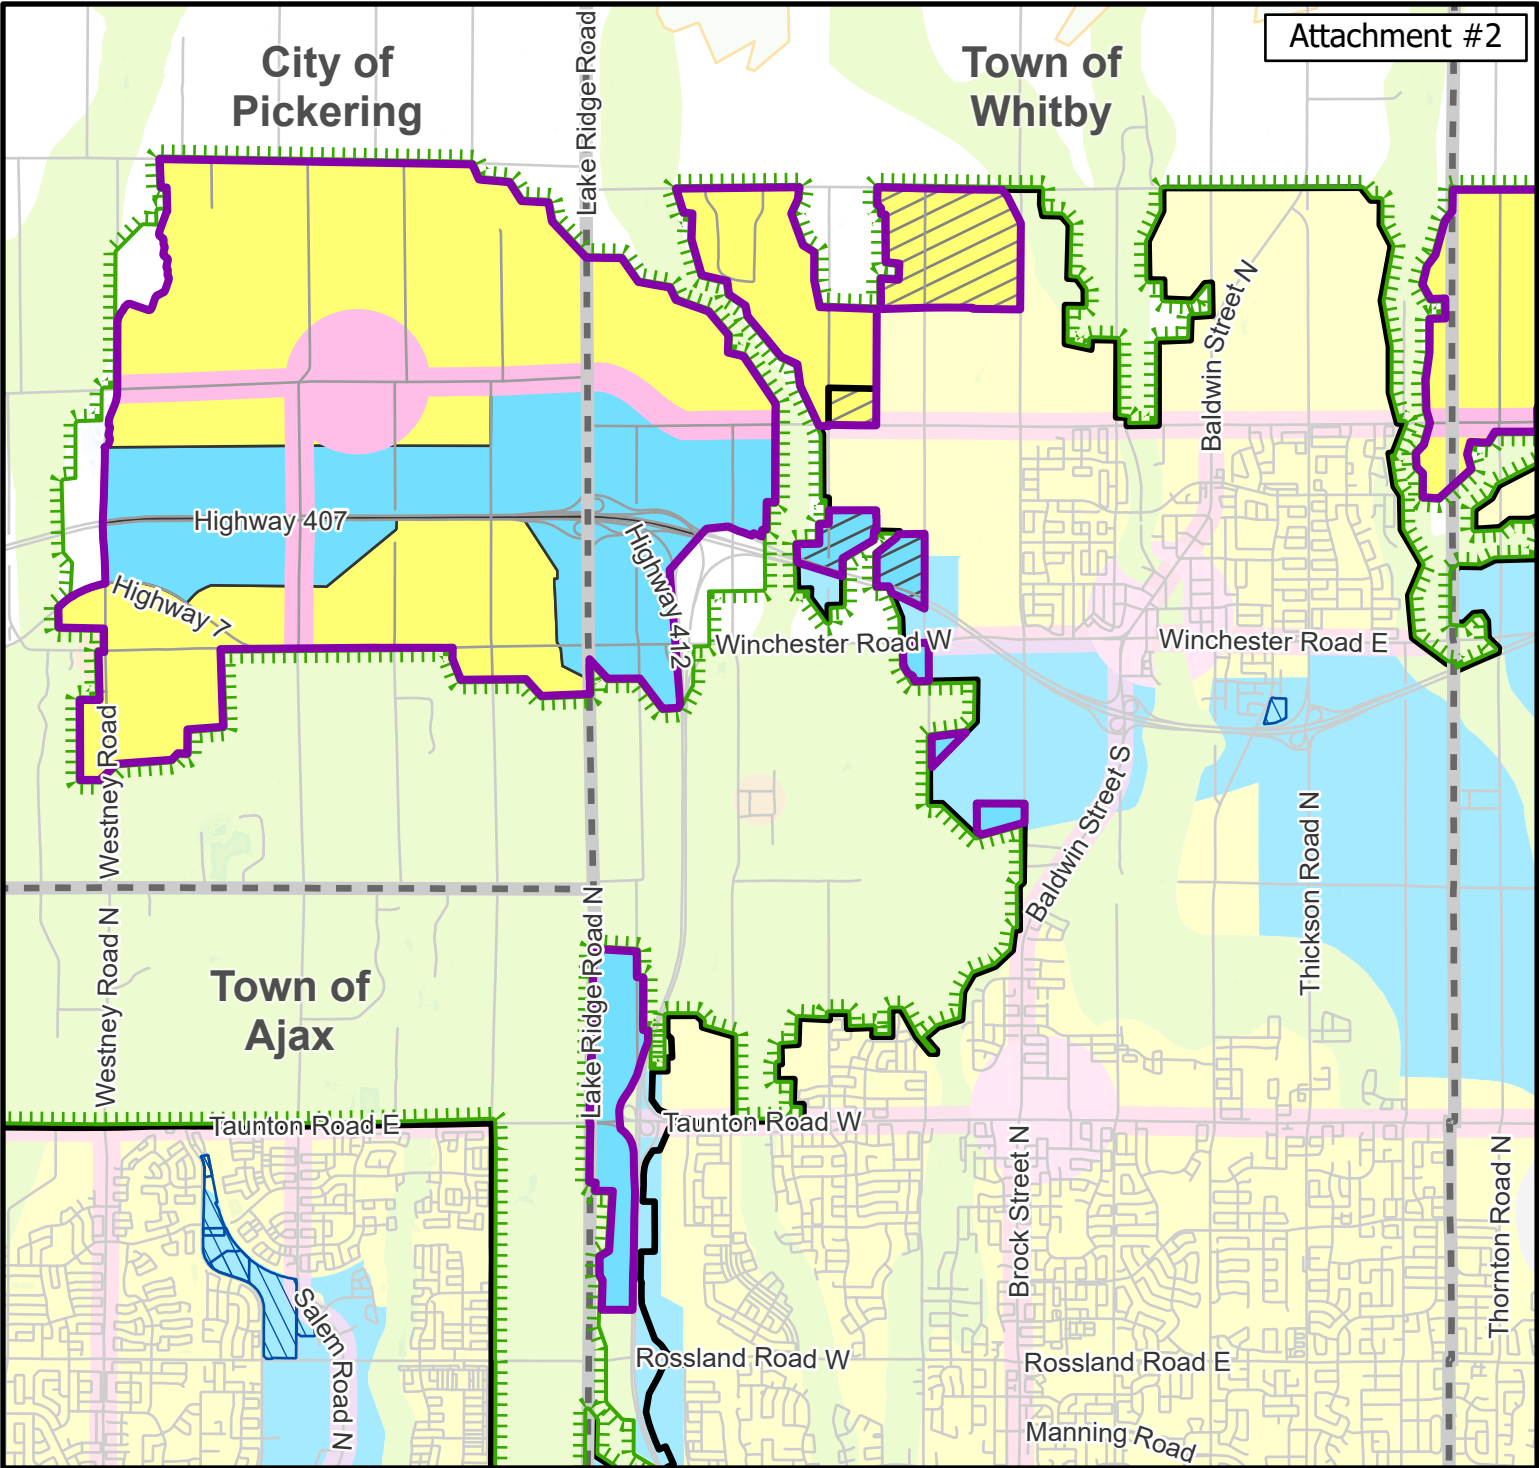 Attachment #2
City of
Pickering
Lake Ridge Road
Town of
Whitby
Baldwin Street N
Highway 407
Highway 412
Highway 7
Winchester Road W
Winchester Road E
Westney Road
Baldwin Street S
Thickson Road N
Westney Road N
Lake Ridge Road N
Town of
Ajax
Taunton Road E
Taunton Road W
Brock Street N
Thornton Road N
Salem Road N
Rossland Road W
Rossland Road E
Manning Road